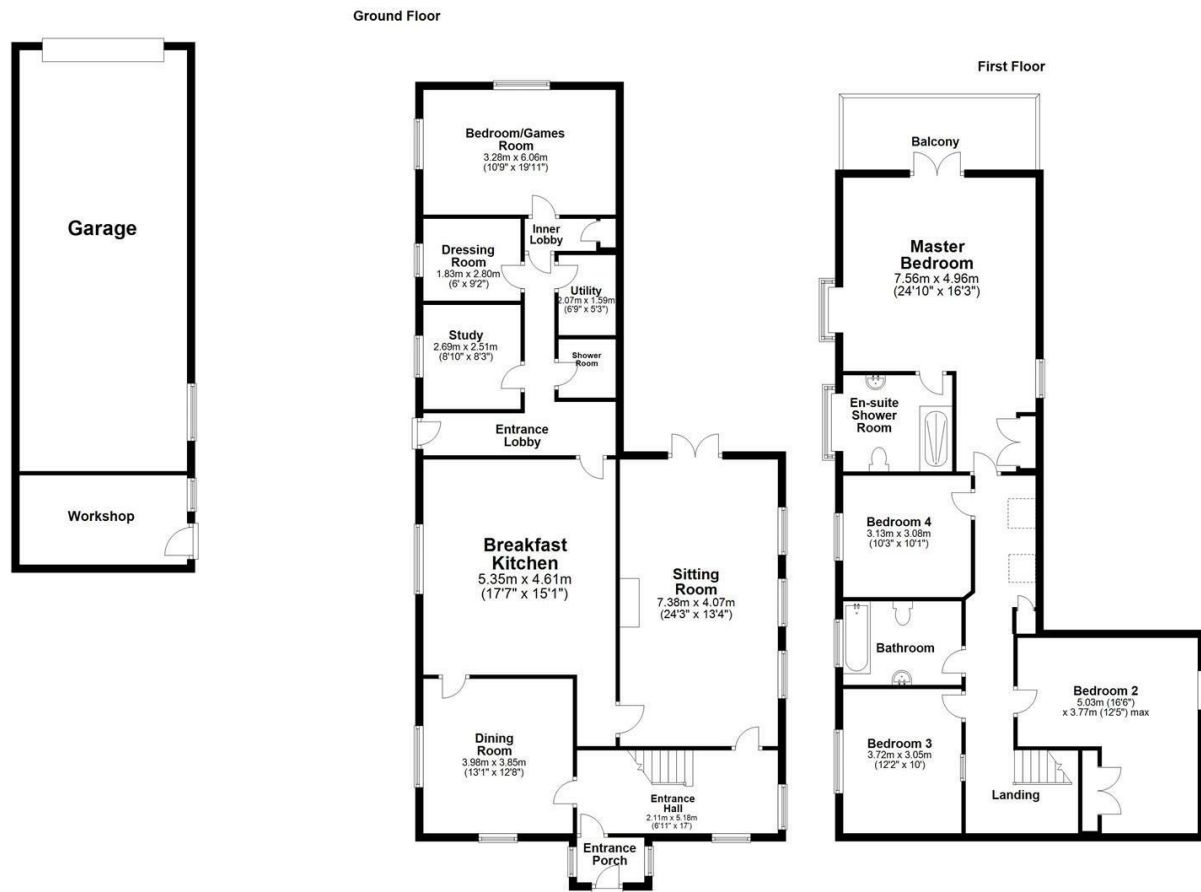 Ground Floor
Garage
Workshop
Bedroom/Games
Room
3.28m x 6.06m
(10'9" x 19'11")
Inner
Lobby
Dressing
Room
1.83m x 2.80m
(6' x 9'2")
Utility
2.07m x 1.59m
(6'9" x 5'3")
Study
2.69m x 2.51m
(8'10" x 8'3")
Shower
Room
Entrance
Lobby
Breakfast
Kitchen
5.35m x 4.61m
(17'7" x 15'1")
Sitting
Room
7.38m x 4.07m
(24'3" x 13'4")
Dining
Room
3.98m x 3.85m
(13'1" x 12'8")
Entrance
Hall
2.11m x 5.18m
(6'11" x 17')
Entrance
Porch
First Floor
Balcony
Master
Bedroom
7.56m x 4.96m
(24'10" x 16'3")
En-suite
Shower
Room
Bedroom 4
3.13m x 3.08m
(10'3" x 10'1")
Bathroom
Bedroom 2
5.03m (16'6")
x 3.77m (12'5") max
Bedroom 3
3.72m x 3.05m
(12'2" x 10')
Landing